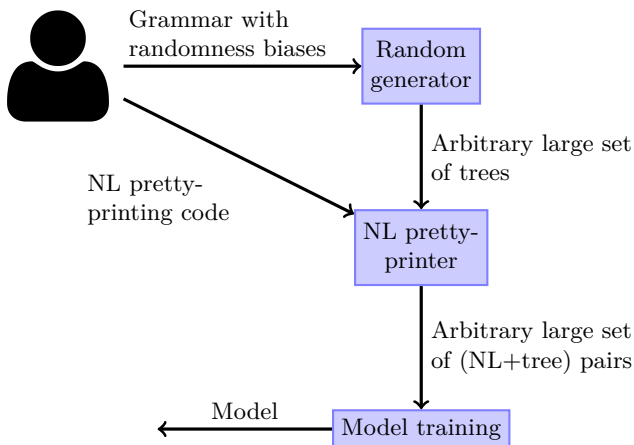 Grammar with
randomness biases
Random
generator
Arbitrary large set
of trees
NL pretty-
printing code
NL pretty-
printer
Arbitrary large set
of (NL+tree) pairs
Model
Model training